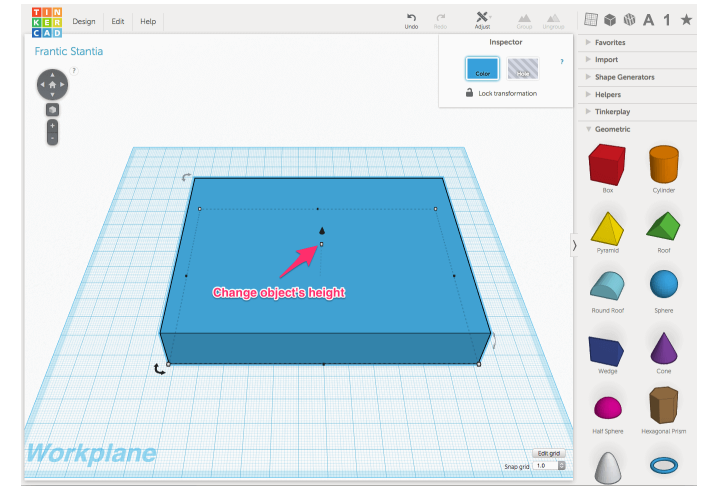 TIN
KER
CAD
Design
Edit
Help
Undo
Redo
Adjust
Group
Ungroup
A 1
Frantic Stantia
?
+
-
Inspector
Color
Hole
?
Lock transformation
Favorites
Import
Shape Generators
Helpers
Tinkerplay
Geometric
Box
Cylinder
Pyramid
Roof
Round Roof
Sphere
Wedge
Cone
Half Sphere
Hexagonal Prism
Change object's height
Workplane
Edit grid
Snap grid 1.0